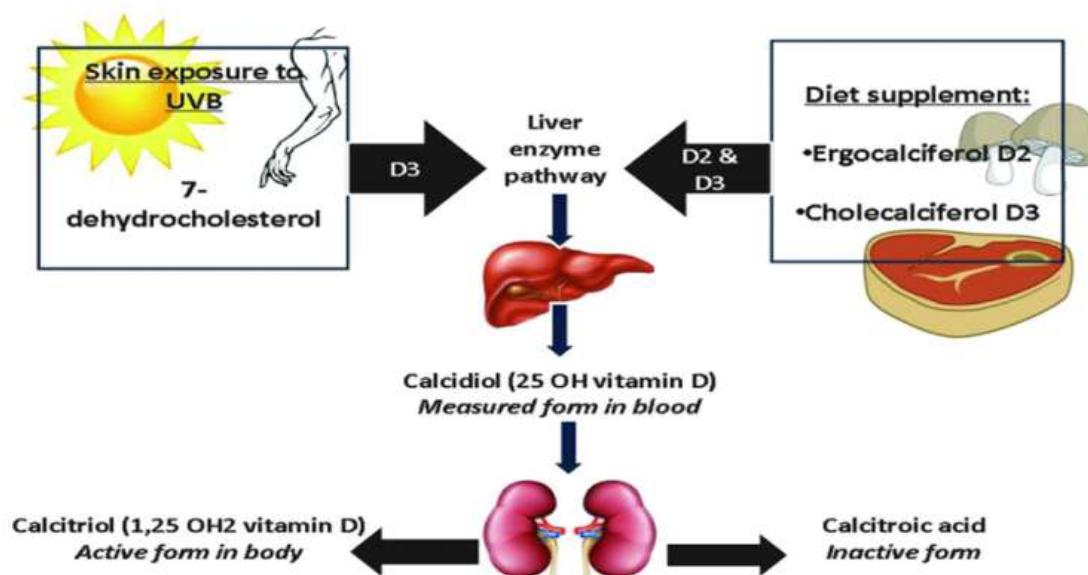 Skin exposure to
UVB
7-
dehydrocholesterol
D3
Liver
enzyme
pathway
D2 &
D3
Diet supplement:
•Ergocalciferol D2
•Cholecalciferol D3
Calcidiol (25 OH vitamin D)
Measured form in blood
Calcitriol (1,25 OH2 vitamin D)
Active form in body
Calcitroic acid
Inactive form